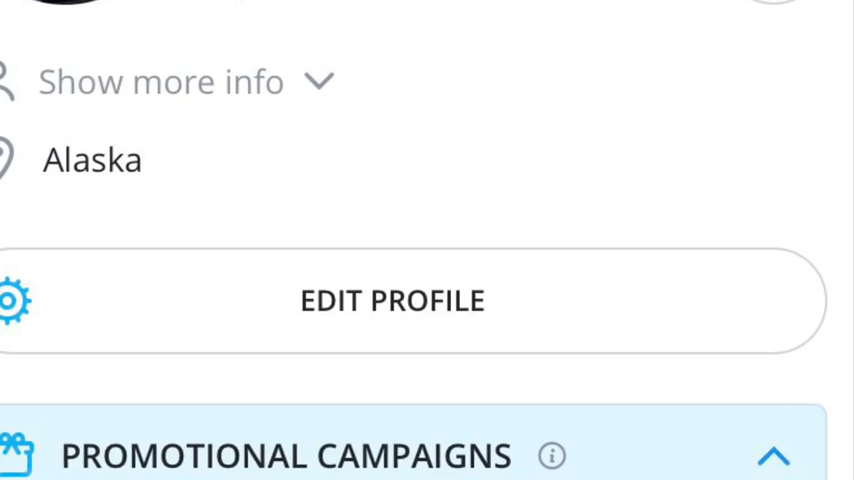 Show more info
Alaska
EDIT PROFILE
PROMOTIONAL CAMPAIGNS